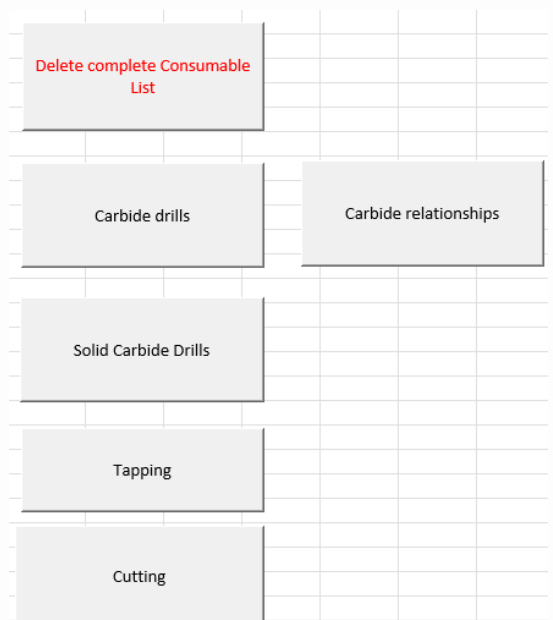 Delete complete Consumable
List
Carbide drills
Carbide relationships
Solid Carbide Drills
Tapping
Cutting